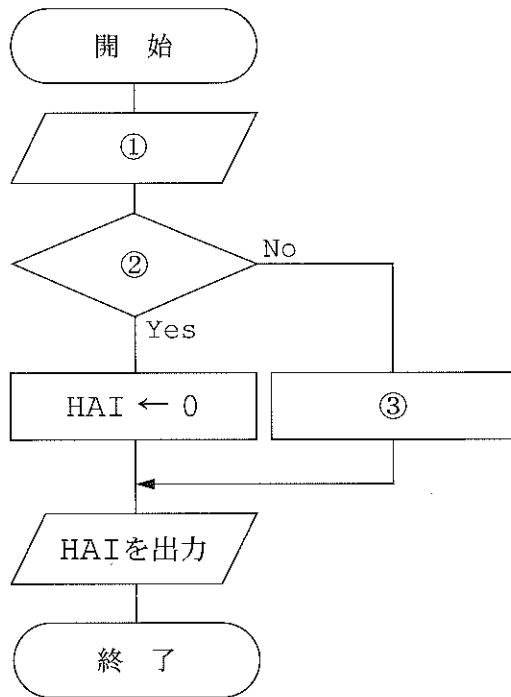 開 始
①
②
No
Yes
HAI ← 0
③
HAIを出力
終 了